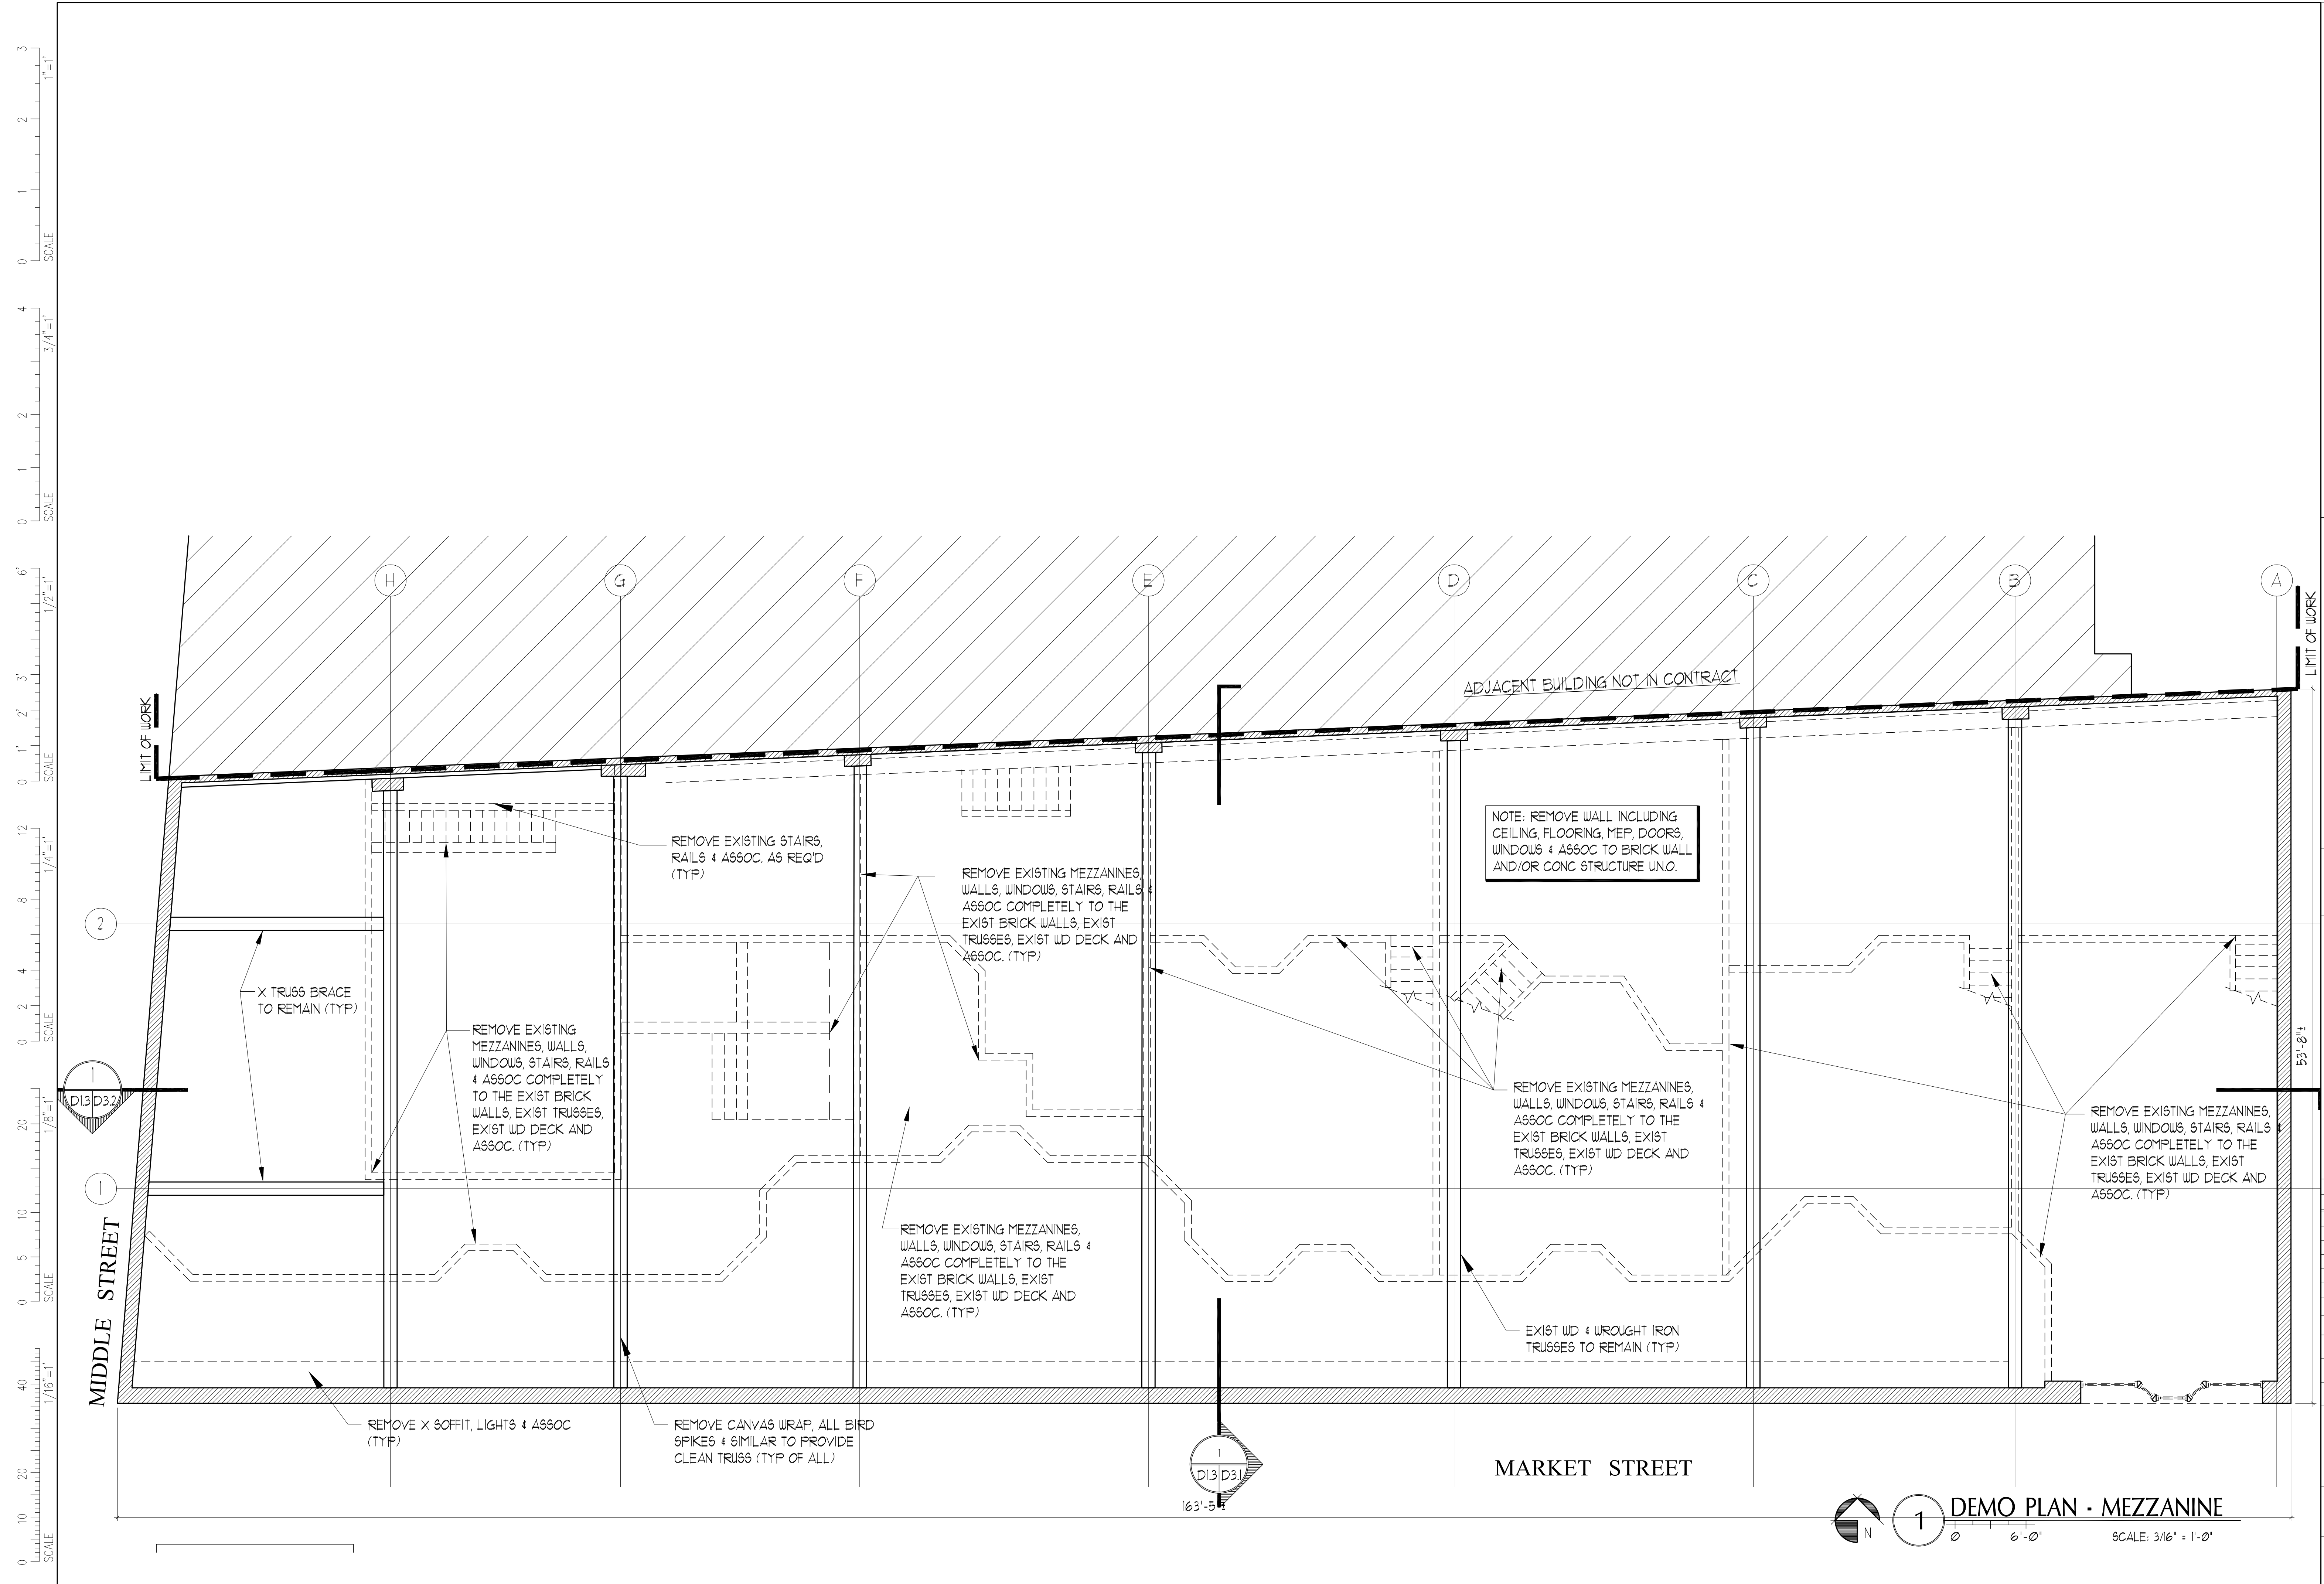 3
2
1
0
1"=1'
SCALE
4
2
1
0
3/4"=1'
SCALE
6'
3'
2'
1'
0
1/2"=1'
SCALE
12
8
4
2
0
1/4"=1'
SCALE
20
10
5
0
1/8"=1'
SCALE
40
20
10
0
1/16"=1'
SCALE
H
G
F
E
D
C
B
A
LIMIT OF WORK
LIMIT OF WORK
ADJACENT BUILDING NOT IN CONTRACT
NOTE: REMOVE WALL INCLUDING
CEILING, FLOORING, MEP, DOORS,
WINDOWS & ASSOC TO BRICK WALL
AND/OR CONC STRUCTURE U.N.O.
REMOVE EXISTING STAIRS,
RAILS & ASSOC. AS REQ'D
(TYP)
REMOVE EXISTING MEZZANINES,
WALLS, WINDOWS, STAIRS, RAILS &
ASSOC COMPLETELY TO THE
EXIST BRICK WALLS, EXIST
TRUSSES, EXIST WD DECK AND
ASSOC. (TYP)
2
X TRUSS BRACE
TO REMAIN (TYP)
REMOVE EXISTING
MEZZANINES, WALLS,
WINDOWS, STAIRS, RAILS
& ASSOC COMPLETELY
TO THE EXIST BRICK
WALLS, EXIST TRUSSES,
EXIST WD DECK AND
ASSOC. (TYP)
53'-8"±
1
D1.3 D3.2
REMOVE EXISTING MEZZANINES,
WALLS, WINDOWS, STAIRS, RAILS &
ASSOC COMPLETELY TO THE
EXIST BRICK WALLS, EXIST
TRUSSES, EXIST WD DECK AND
ASSOC. (TYP)
REMOVE EXISTING MEZZANINES,
WALLS, WINDOWS, STAIRS, RAILS &
ASSOC COMPLETELY TO THE
EXIST BRICK WALLS, EXIST
TRUSSES, EXIST WD DECK AND
ASSOC. (TYP)
1
REMOVE EXISTING MEZZANINES,
WALLS, WINDOWS, STAIRS, RAILS &
ASSOC COMPLETELY TO THE
EXIST BRICK WALLS, EXIST
TRUSSES, EXIST WD DECK AND
ASSOC. (TYP)
MIDDLE STREET
EXIST WD & WROUGHT IRON
TRUSSES TO REMAIN (TYP)
REMOVE X SOFFIT, LIGHTS & ASSOC
(TYP)
REMOVE CANVAS WRAP, ALL BIRD
SPIKES & SIMILAR TO PROVIDE
CLEAN TRUSS (TYP OF ALL)
1
D1.3 D3.1
MARKET STREET
163'-5"±
N
1
DEMO PLAN - MEZZANINE
0
6'-0"
SCALE: 3/16" = 1'-0"